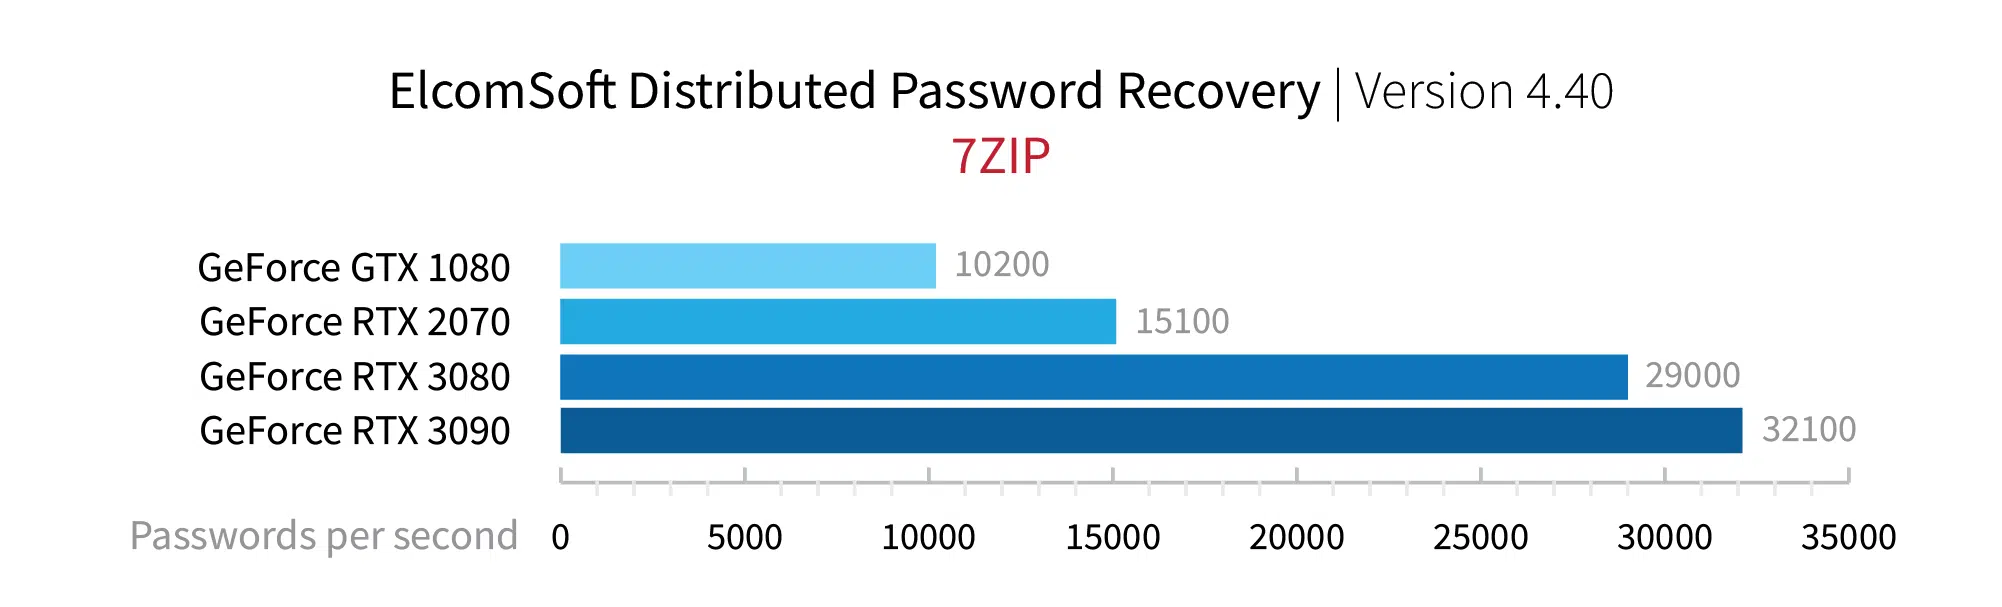 ElcomSoft Distributed Password Recovery | Version 4.40
7ZIP
GeForce GTX 1080 10200
GeForce RTX 2070 15100
GeForce RTX 3080 29000
GeForce RTX 3090 32100
Passwords per second 0 5000 10000 15000 20000 25000 30000 35000